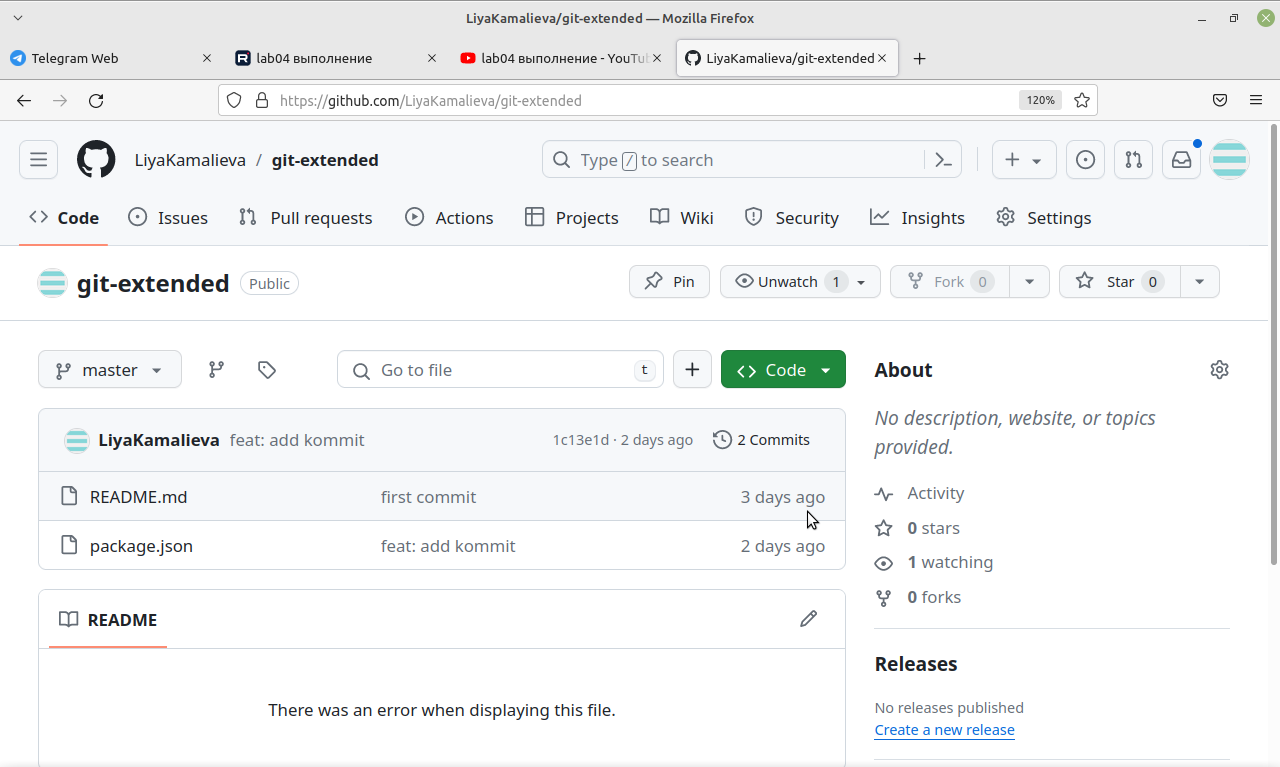 LiyaKamalieva/git-extended — Mozilla Firefox
Telegram Web
lab04 выполнение
lab04 выполнение - YouTu
LiyaKamalieva/git-extended
https://github.com/LiyaKamalieva/git-extended
120%
LiyaKamalieva / git-extended
Type / to search
Code Issues Pull requests Actions Projects Wiki Security Insights Settings
git-extended Public
Pin Unwatch 1 Fork 0 Star 0
master Go to file t Code
About
No description, website, or topics
provided.
LiyaKamalieva feat: add kommit 1c13e1d · 2 days ago 2 Commits
README.md first commit 3 days ago
package.json feat: add kommit 2 days ago
Activity
0 stars
1 watching
0 forks
README
There was an error when displaying this file.
Releases
No releases published
Create a new release